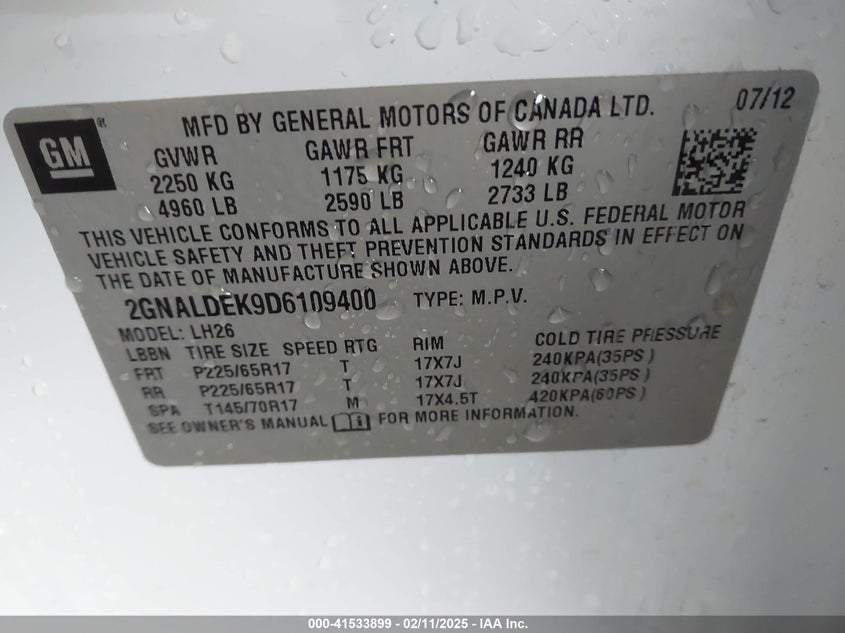 GM
MFD BY GENERAL MOTORS OF CANADA LTD. 07/12
GVWR GAWR FRT GAWR RR
2250 KG 1175 KG 1240 KG
4960 LB 2590 LB 2733 LB
THIS VEHICLE CONFORMS TO ALL APPLICABLE U.S. FEDERAL MOTOR
VEHICLE SAFETY AND THEFT PREVENTION STANDARDS IN EFFECT ON
THE DATE OF MANUFACTURE SHOWN ABOVE.
2GNALDEK9D6109400 TYPE: M.P.V.
MODEL: LH26
LBBN TIRE SIZE SPEED RTG RIM COLD TIRE PRESSURE
FRT P225/65R17 T 17X7J 240KPA(35PS )
RR P225/65R17 T 17X7J 240KPA(35PS )
SPA T145/70R17 M 17X4.5T 420KPA(60PS )
SEE OWNER'S MANUAL FOR MORE INFORMATION.
000-41533899 - 02/11/2025 - IAA Inc.